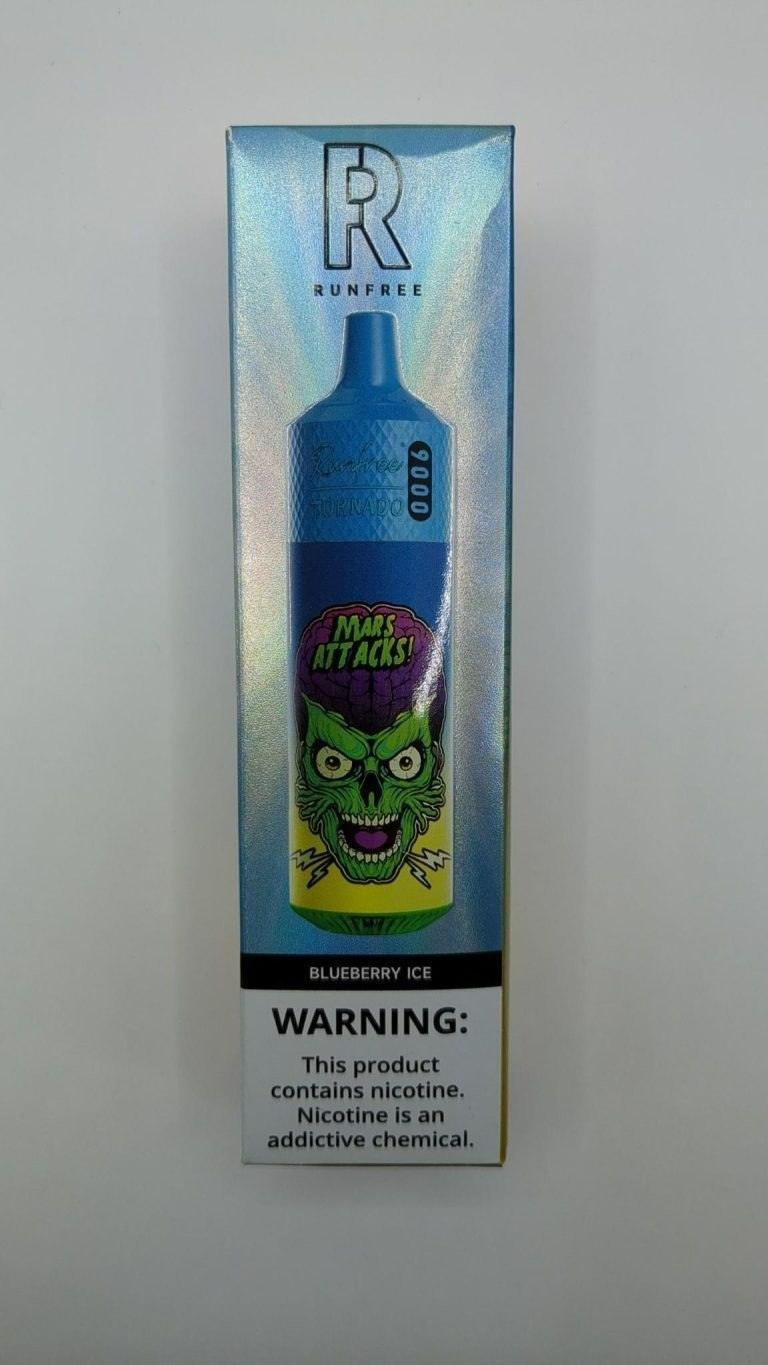 R
RUNFREE
Runfree
TORNADO
9000
MARS
ATTACKS!
BLUEBERRY ICE
WARNING:
This product
contains nicotine.
Nicotine is an
addictive chemical.